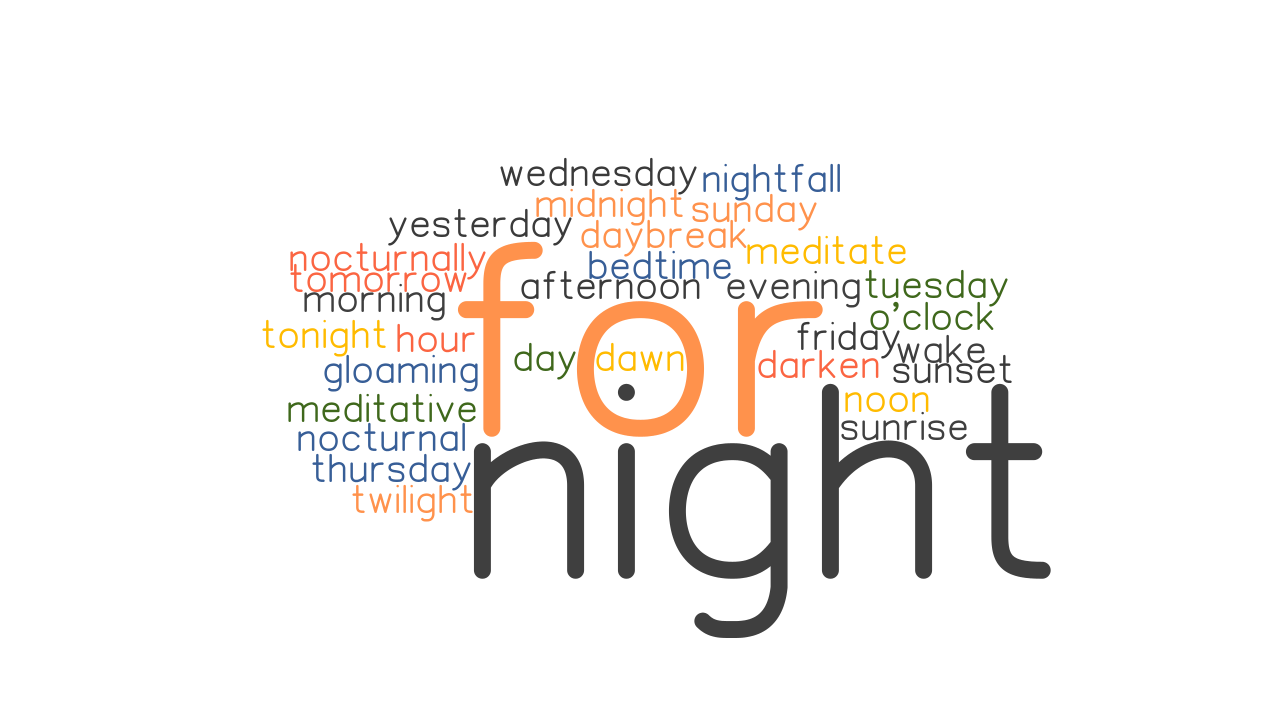 wednesday
nightfall
midnight
sunday
yesterday
daybreak
meditate
nocturnally
bedtime
tomorrow
afternoon
evening
tuesday
morning
for
o'clock
tonight
hour
friday
wake
day
dawn
darken
sunset
gloaming
meditative
noon
nocturnal
sunrise
thursday
twilight
night